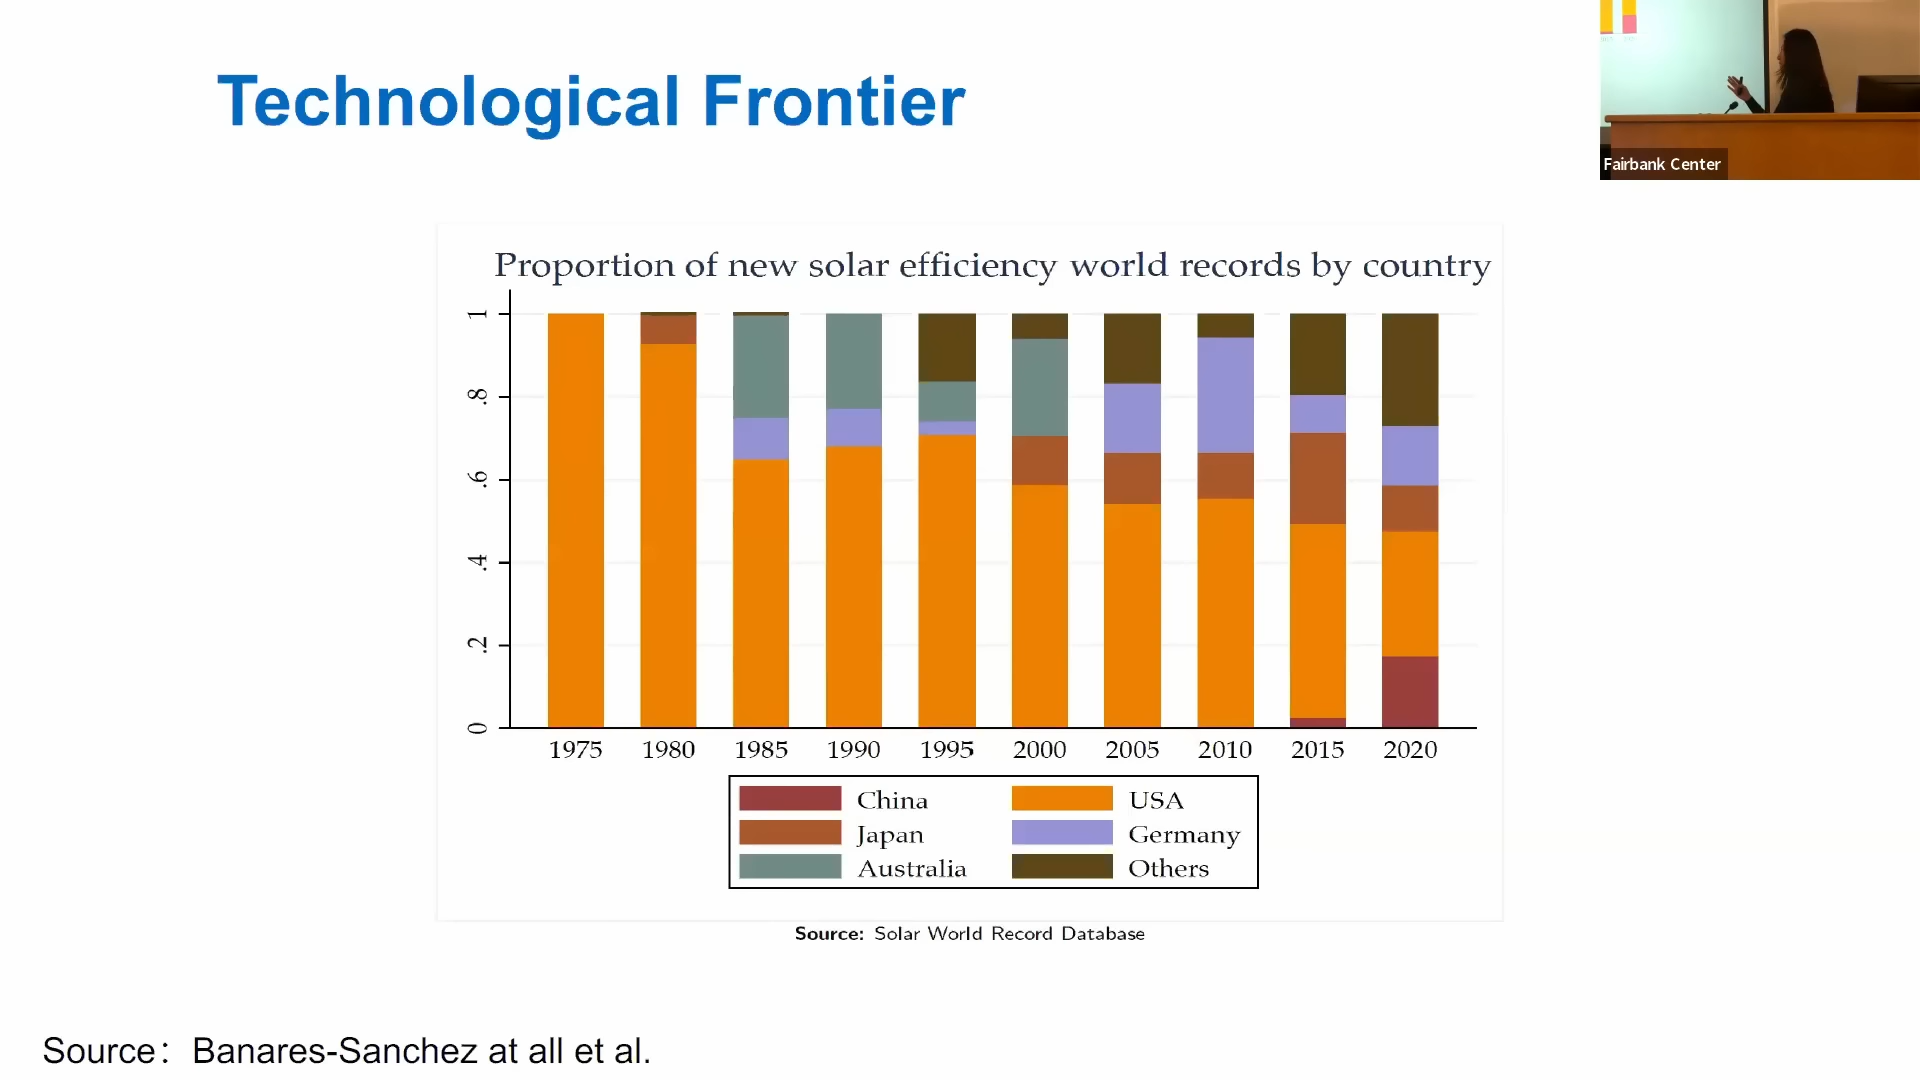 Technological Frontier
Fairbank Center
Proportion of new solar efficiency world records by country
1
.8
.6
.4
.2
0
1975 1980 1985 1990 1995 2000 2005 2010 2015 2020
China USA
Japan Germany
Australia Others
Source: Solar World Record Database
Source：Banares-Sanchez at all et al.